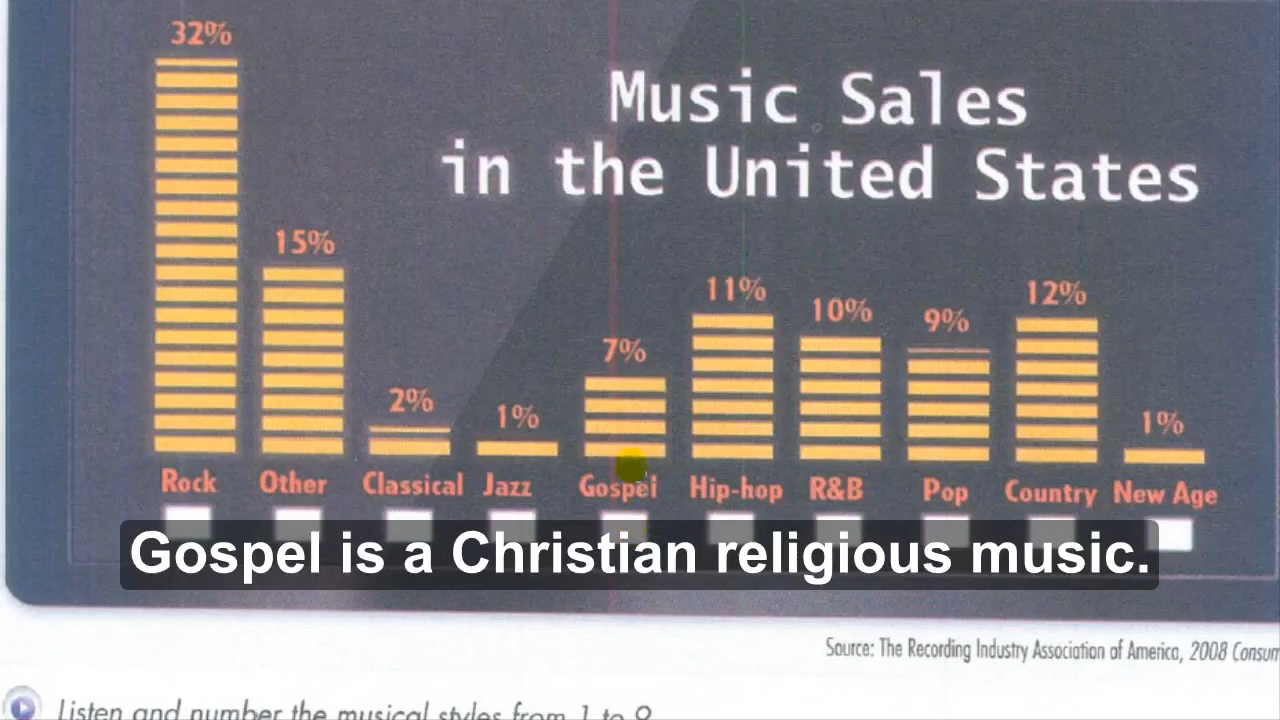 Music Sales
in the United States
32%
15%
2%
1%
7%
11%
10%
9%
12%
1%
Rock Other Classical Jazz Gospel Hip-hop R&B Pop Country New Age
Gospel is a Christian religious music.
Source: The Recording Industry Association of America, 2008 Consum
Listen and number the musical styles from 1 to 9